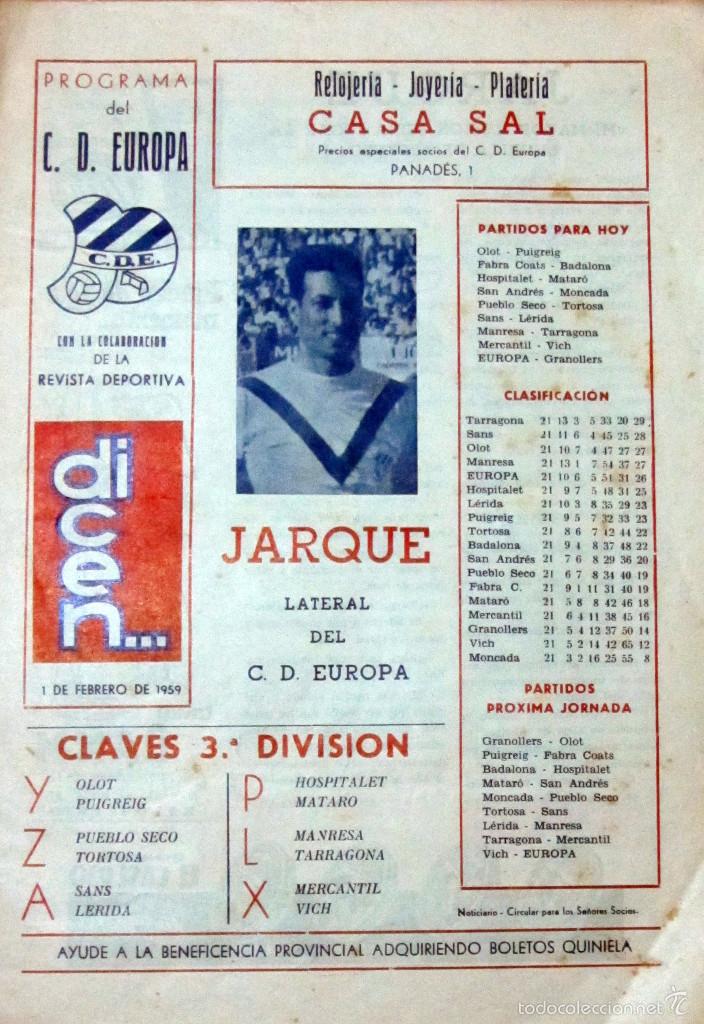 PROGRAMA
del
C. D. EUROPA
C.D.E.
CON LA COLABORACION
DE LA
REVISTA DEPORTIVA
dicen...
1 DE FEBRERO DE 1959
Relojería - Joyería - Platería
CASA SAL
Precios especiales socios del C. D. Europa
PANADÉS, 1
JARQUE
LATERAL
DEL
C. D. EUROPA
PARTIDOS PARA HOY
Olot - Puigreig
Fabra Coats - Badalona
Hospitalet - Mataró
San Andrés - Moncada
Pueblo Seco - Tortosa
Sans - Lérida
Manresa - Tarragona
Mercantil - Vich
EUROPA - Granollers
CLASIFICACIÓN
Tarragona 21 13 3 5 33 20 29
Sans 21 11 6 4 45 25 28
Olot 21 10 7 4 47 27 27
Manresa 21 13 1 7 54 37 27
EUROPA 21 10 6 5 51 31 26
Hospitalet 21 9 7 5 48 31 25
Lérida 21 10 3 8 35 29 23
Puigreig 21 9 5 7 32 33 23
Tortosa 21 8 6 7 42 44 22
Badalona 21 9 4 8 37 48 22
San Andrés 21 7 6 8 29 36 20
Pueblo Seco 21 6 7 8 34 40 19
Fabra C. 21 9 1 11 31 40 19
Mataró 21 5 8 8 42 46 18
Mercantil 21 6 4 11 38 45 16
Granollers 21 5 4 12 37 50 14
Vich 21 5 2 14 42 65 12
Moncada 21 3 2 16 25 55 8
PARTIDOS
PROXIMA JORNADA
Granollers - Olot
Puigreig - Fabra Coats
Badalona - Hospitalet
Mataró - San Andrés
Moncada - Pueblo Seco
Tortosa - Sans
Lérida - Manresa
Tarragona - Mercantil
Vich - EUROPA
Noticiario - Circular para los Señores Socios.
CLAVES 3.ª DIVISION
Y OLOT
PUIGREIG
Z PUEBLO SECO
TORTOSA
A SANS
LERIDA
P HOSPITALET
MATARO
L MANRESA
TARRAGONA
X MERCANTIL
VICH
AYUDE A LA BENEFICENCIA PROVINCIAL ADQUIRIENDO BOLETOS QUINIELA
todocoleccion.net